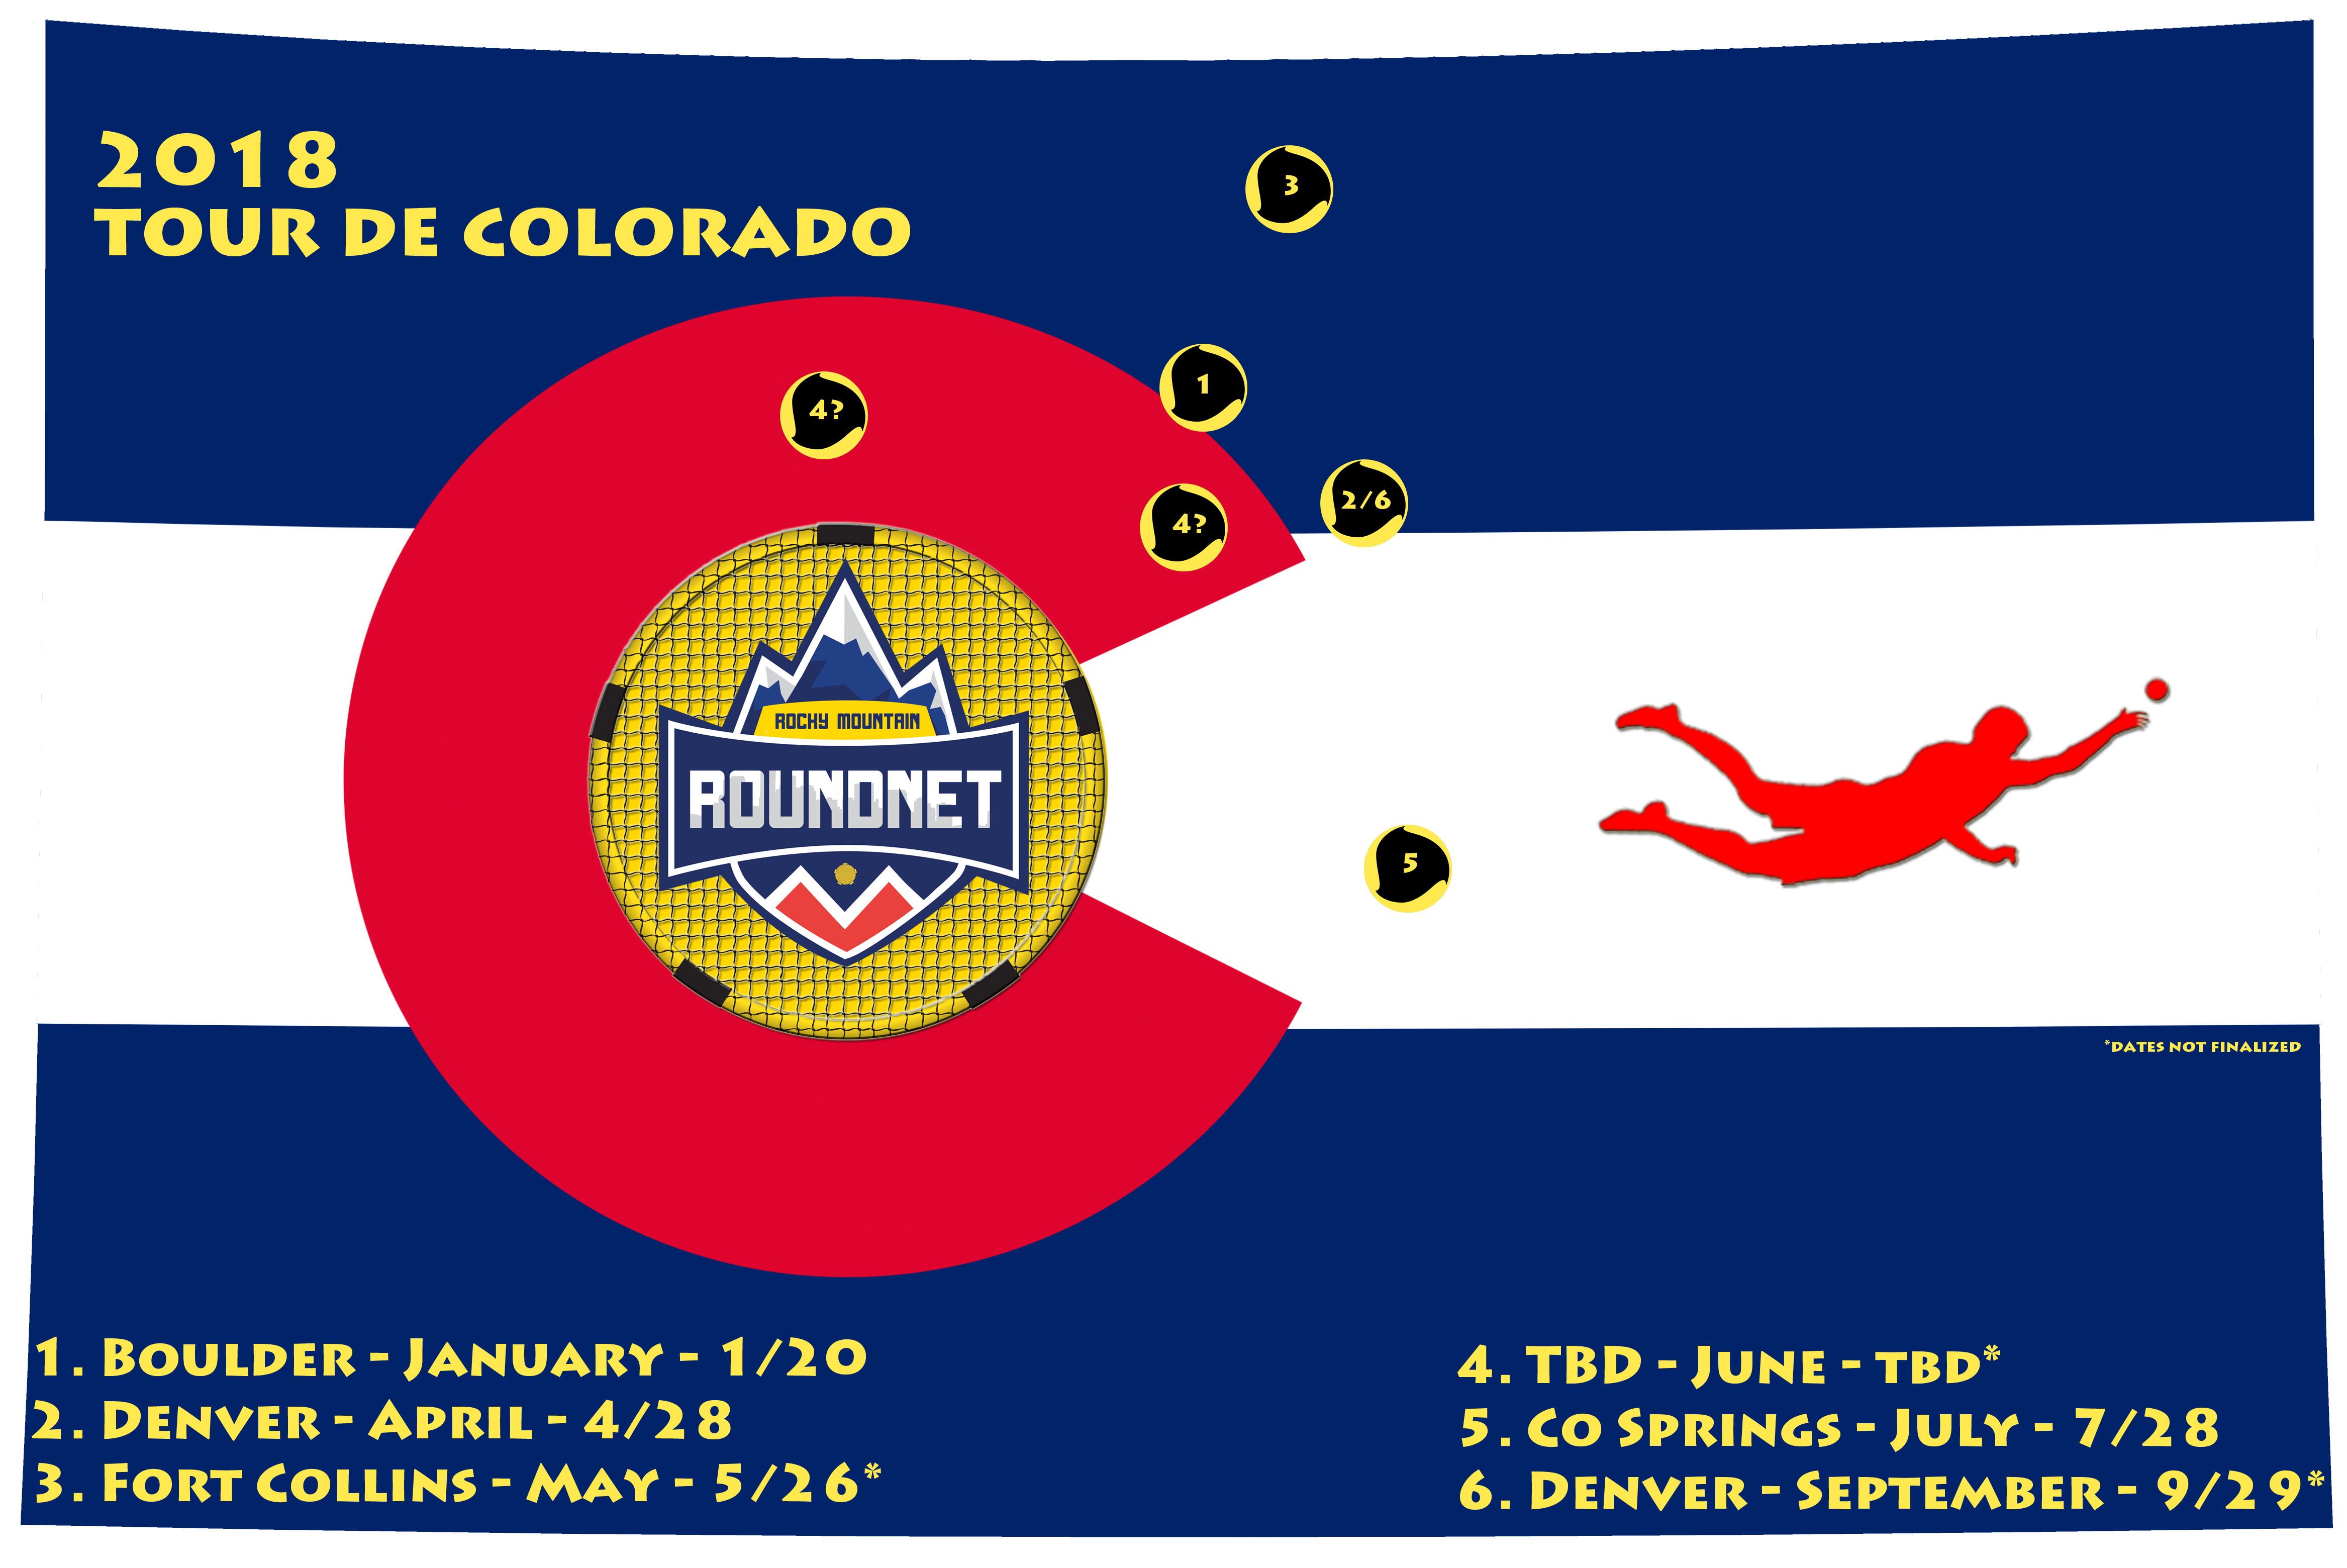 2018
TOUR DE COLORADO
3
1
4?
2/6
4?
ROCKY MOUNTAIN
ROUNDNET
5
*DATES NOT FINALIZED
1. BOULDER - JANUARY - 1/20
2. DENVER - APRIL - 4/28
3. FORT COLLINS - MAY - 5/26*
4. TBD - JUNE - TBD*
5. CO SPRINGS - JULY - 7/28
6. DENVER - SEPTEMBER - 9/29*